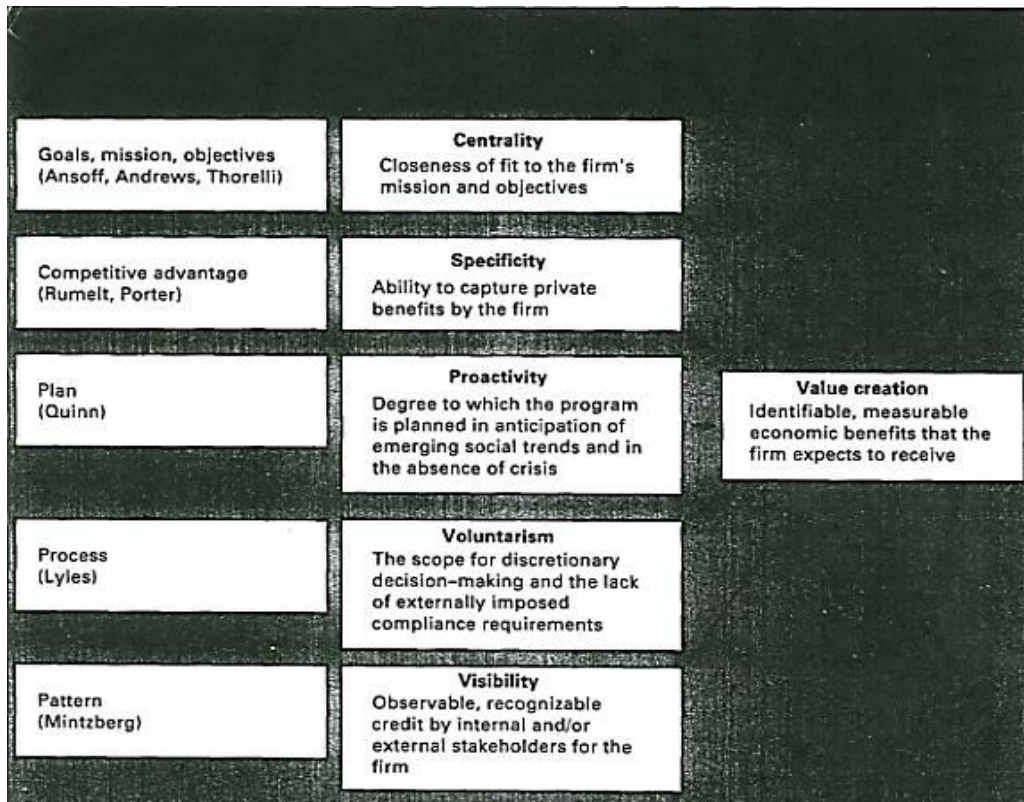 Goals, mission, objectives
(Ansoff, Andrews, Thorelli)
Centrality
Closeness of fit to the firm's
mission and objectives
Competitive advantage
(Rumelt, Porter)
Specificity
Ability to capture private
benefits by the firm
Plan
(Quinn)
Proactivity
Degree to which the program
is planned in anticipation of
emerging social trends and in
the absence of crisis
Value creation
Identifiable, measurable
economic benefits that the
firm expects to receive
Process
(Lyles)
Voluntarism
The scope for discretionary
decision-making and the lack
of externally imposed
compliance requirements
Pattern
(Mintzberg)
Visibility
Observable, recognizable
credit by internal and/or
external stakeholders for the
firm